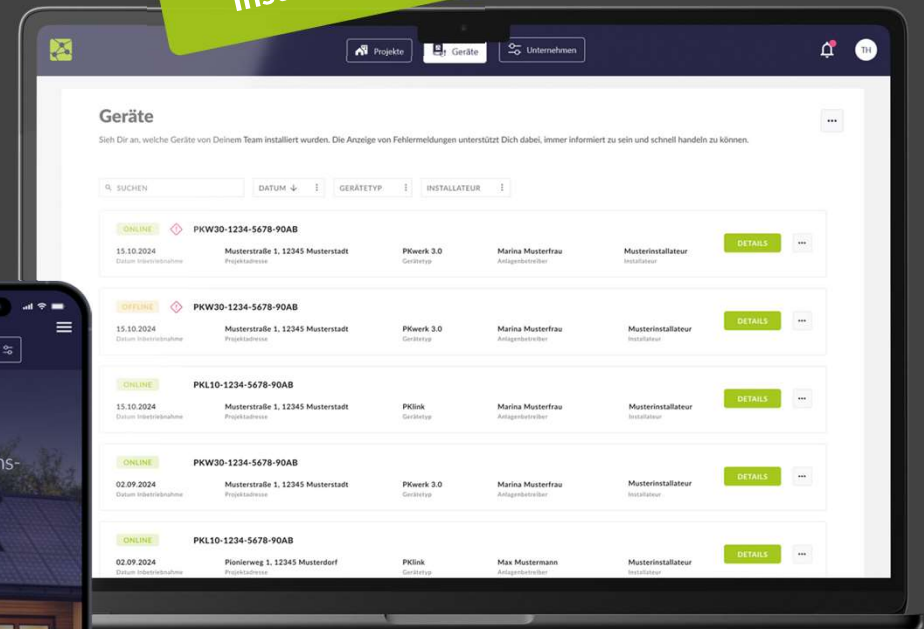 Projekte
Geräte
Unternehmen
TH
Geräte
Sieh Dir an, welche Geräte von Deinem Team installiert wurden. Die Anzeige von Fehlermeldungen unterstützt Dich dabei, immer informiert zu sein und schnell handeln zu können.
SUCHEN DATUM GERÄTETYP INSTALLATEUR
ONLINE PKW30-1234-5678-90AB
15.10.2024 Musterstraße 1, 12345 Musterstadt PKwerk 3.0 Marina Musterfrau Musterinstallateur DETAILS
Datum Inbetriebnahme Projektadresse Gerätetyp Anlagenbetreiber Installateur
OFFLINE PKW30-1234-5678-90AB
15.10.2024 Musterstraße 1, 12345 Musterstadt PKwerk 3.0 Marina Musterfrau Musterinstallateur DETAILS
Datum Inbetriebnahme Projektadresse Gerätetyp Anlagenbetreiber Installateur
ONLINE PKL10-1234-5678-90AB
15.10.2024 Musterstraße 1, 12345 Musterstadt PKlink Marina Musterfrau Musterinstallateur DETAILS
Datum Inbetriebnahme Projektadresse Gerätetyp Anlagenbetreiber Installateur
ONLINE PKW30-1234-5678-90AB
02.09.2024 Musterstraße 1, 12345 Musterstadt PKwerk 3.0 Marina Musterfrau Musterinstallateur DETAILS
Datum Inbetriebnahme Projektadresse Gerätetyp Anlagenbetreiber Installateur
ONLINE PKL10-1234-5678-90AB
02.09.2024 Pionierweg 1, 12345 Musterdorf PKlink Max Mustermann Musterinstallateur DETAILS
Datum Inbetriebnahme Projektadresse Gerätetyp Anlagenbetreiber Installateur